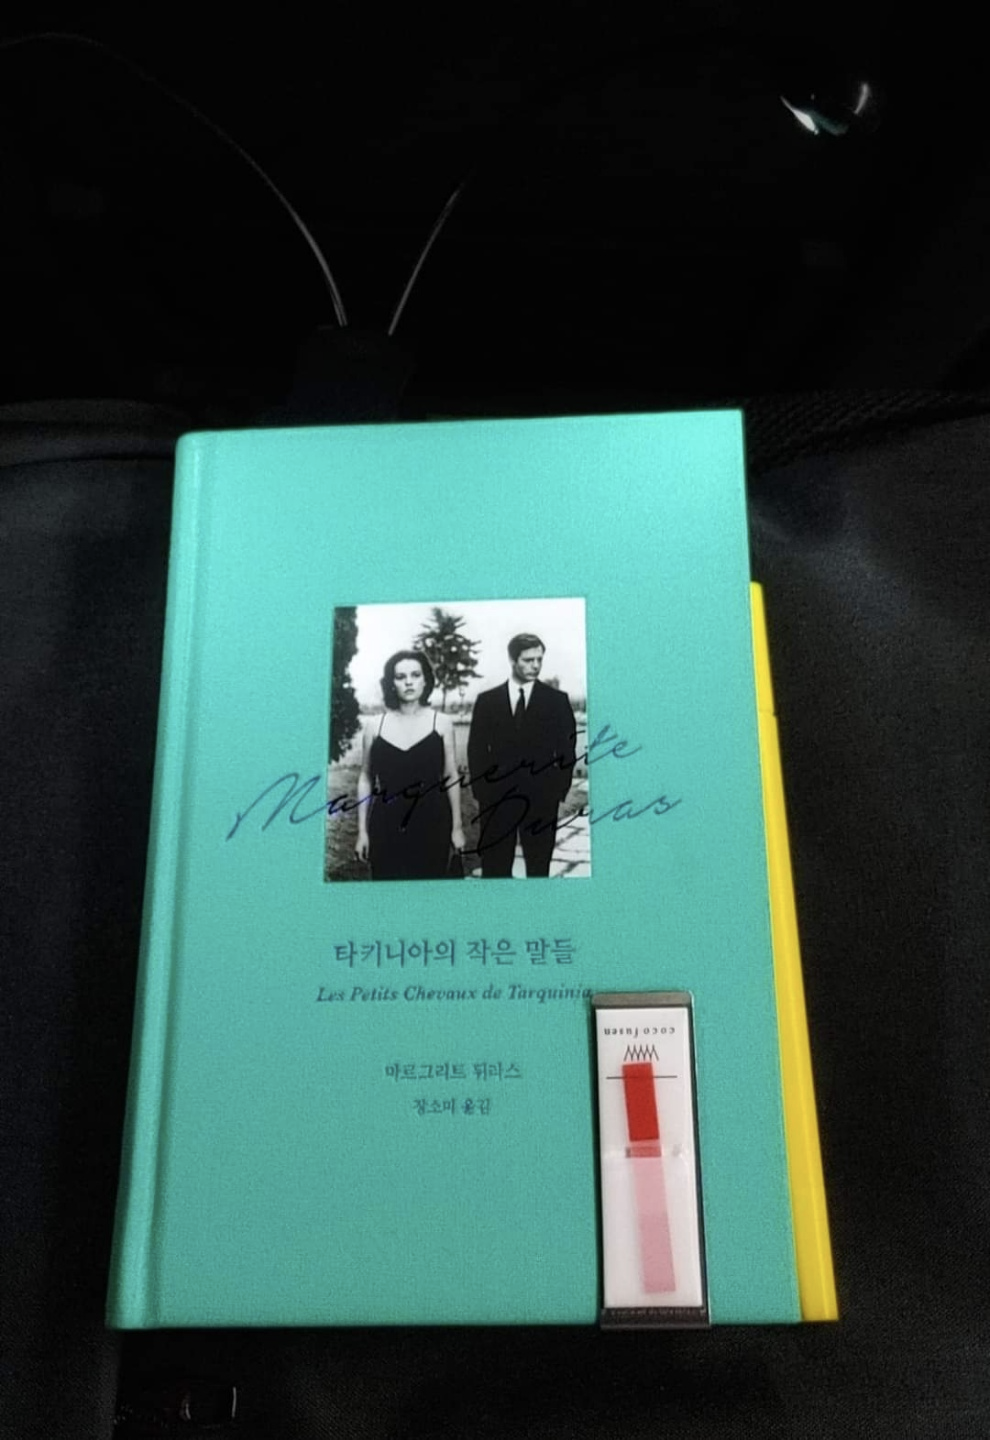 Marguerite
Duras
타키니아의 작은 말들
Les Petits Chevaux de Tarquinia
마르그리트 뒤라스
장소미 옮김
coco fusen